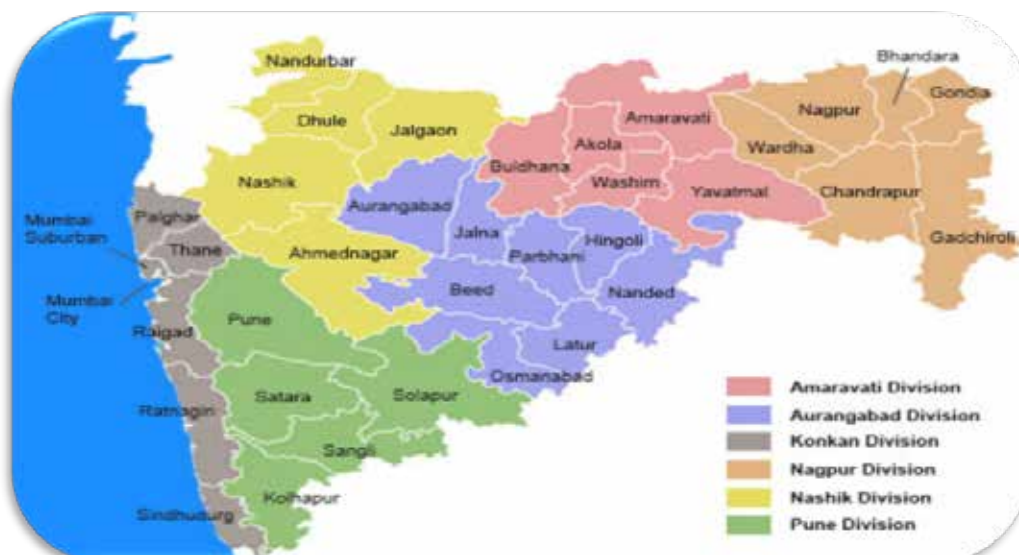 Nandurbar
Bhandara
Gondia
Dhule
Jalgaon
Nagpur
Amaravati
Akola
Wardha
Buldhana
Nashik
Washim
Yavatmal
Chandrapur
Aurangabad
Palghar
Mumbai
Suburban
Thane
Jalna
Hingoli
Gadchiroli
Ahmednagar
Parbhani
Beed
Nanded
Mumbai
City
Pune
Raigad
Latur
Osmanabad
Satara
Solapur
Ratnagiri
Sangli
Kolhapur
Sindhudurg
Amaravati Division
Aurangabad Division
Konkan Division
Nagpur Division
Nashik Division
Pune Division